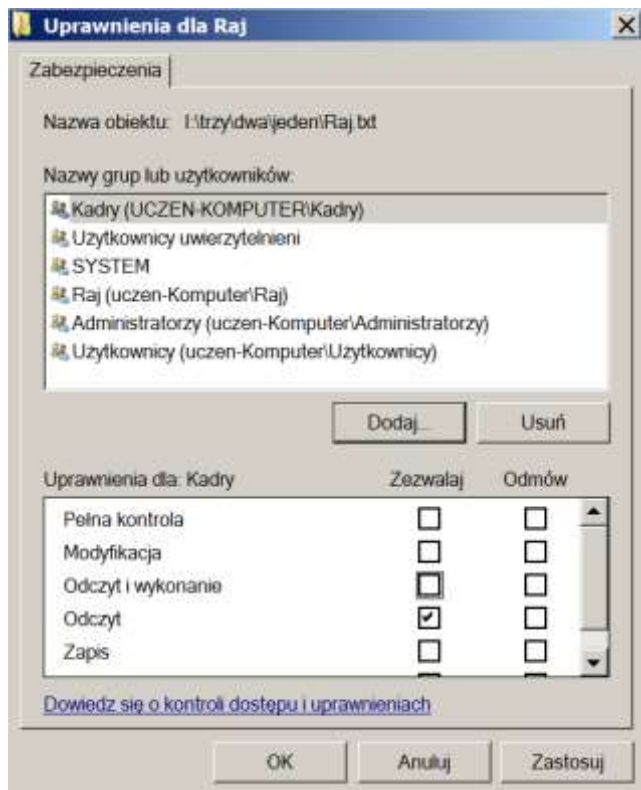 Uprawnienia dla Raj
Zabezpieczenia
Nazwa obiektu: I:\trzy\dwa\jeden\Raj.txt
Nazwy grup lub użytkowników:
Kadry (UCZEN-KOMPUTER\Kadry)
Użytkownicy uwierzytelnieni
SYSTEM
Raj (uczen-Komputer\Raj)
Administratorzy (uczen-Komputer\Administratorzy)
Użytkownicy (uczen-Komputer\Użytkownicy)
Dodaj... Usuń
Uprawnienia dla: Kadry Zezwalaj Odmów
Pełna kontrola
Modyfikacja
Odczyt i wykonanie
Odczyt
Zapis
Dowiedz się o kontroli dostępu i uprawnieniach
OK Anuluj Zastosuj